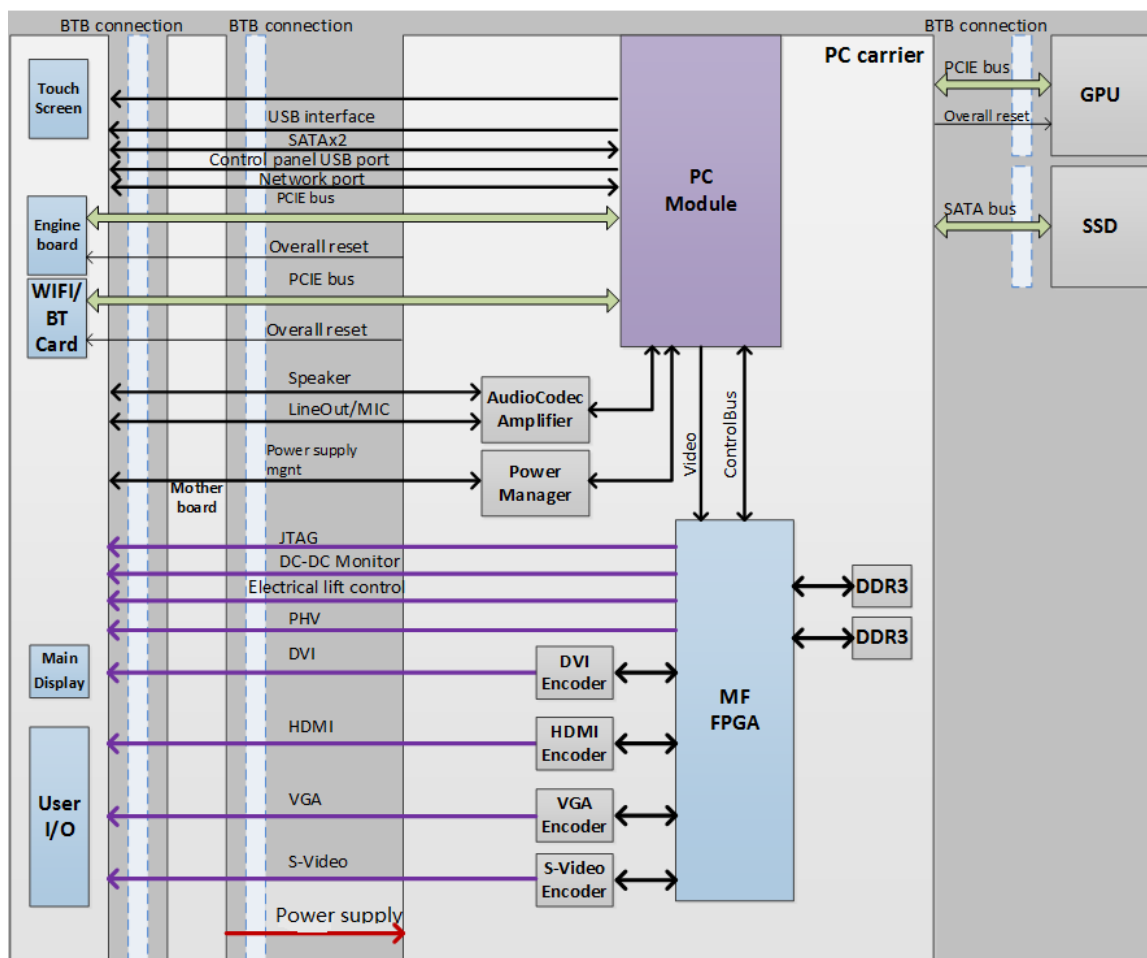 BTB connection
BTB connection
BTB connection
PC carrier
Touch
Screen
USB interface
SATAx2
Control panel USB port
Network port
PCIE bus
Engine
board
Overall reset
PCIE bus
WIFI/
BT
Card
Overall reset
PC
Module
PCIE bus
Overall reset
GPU
SATA bus
SSD
Speaker
LineOut/MIC
AudioCodec
Amplifier
Power supply
mgnt
Power
Manager
Mother
board
Video
ControlBus
JTAG
DC-DC Monitor
Electrical lift control
PHV
DVI
Main
Display
DVI
Encoder
HDMI
HDMI
Encoder
User
I/O
VGA
VGA
Encoder
S-Video
S-Video
Encoder
MF
FPGA
DDR3
DDR3
Power supply